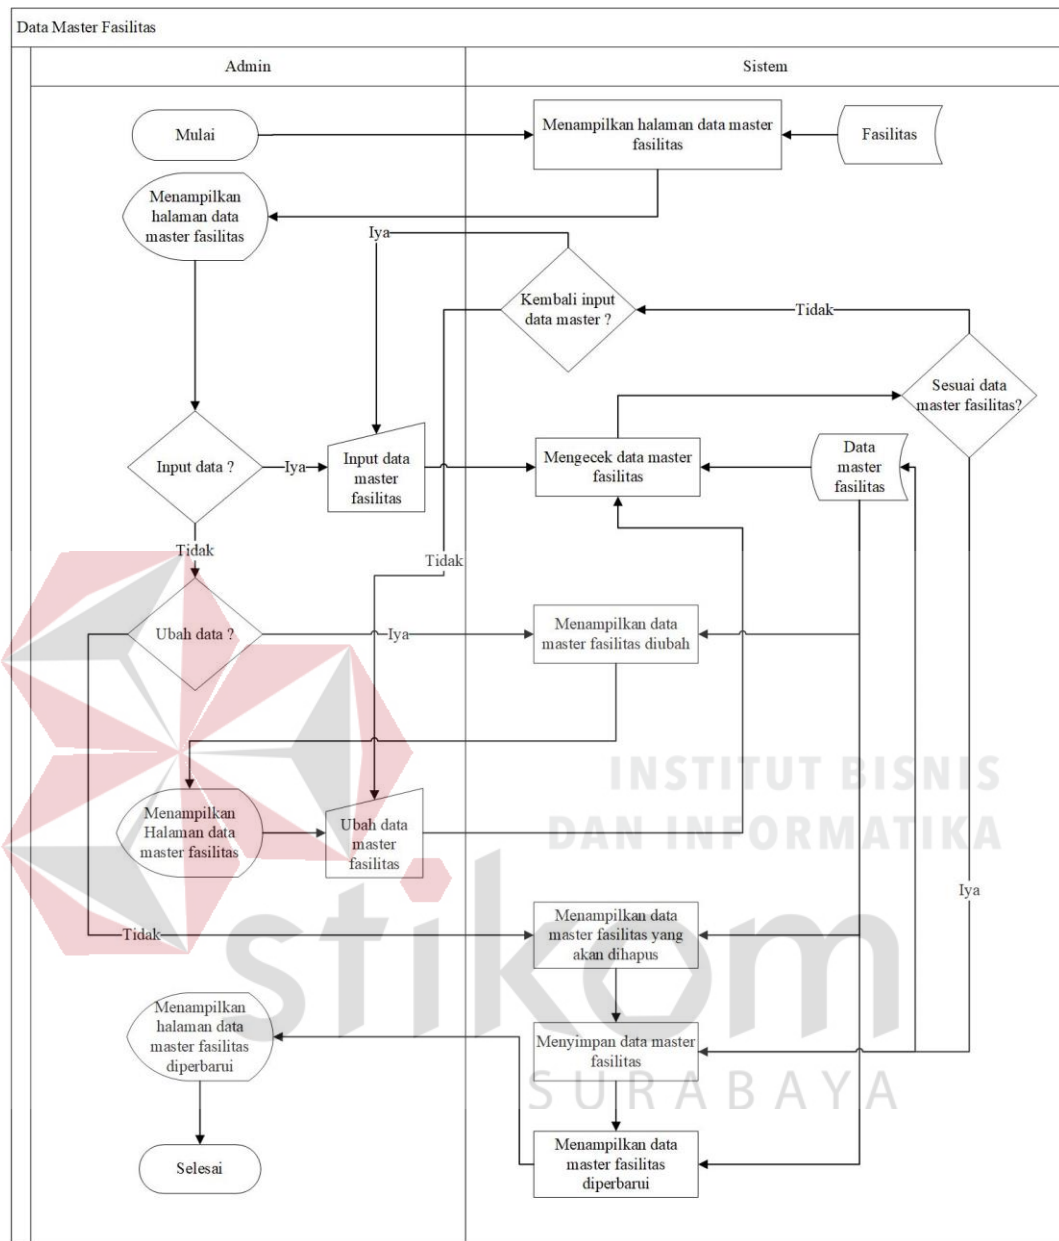 Data Master Fasilitas
Admin
Sistem
Mulai
Menampilkan halaman data master
fasilitas
Fasilitas
Menampilkan
halaman data
master fasilitas
Iya
Kembali input
data master ?
Tidak
Sesuai data
master fasilitas?
Input data ?
Iya
Input data
master
fasilitas
Mengecek data master
fasilitas
Data
master
fasilitas
Tidak
Tidak
Ubah data ?
Iya
Menampilkan data
master fasilitas diubah
INSTITUT BISNIS
DAN INFORMATIKA
Menampilkan
Halaman data
master fasilitas
Ubah data
master
fasilitas
Iya
Tidak
Menampilkan data
master fasilitas yang
akan dihapus
stikom
Menampilkan
halaman data
master fasilitas
diperbarui
Menyimpan data master
fasilitas
SURABAYA
Menampilkan data
master fasilitas
diperbarui
Selesai